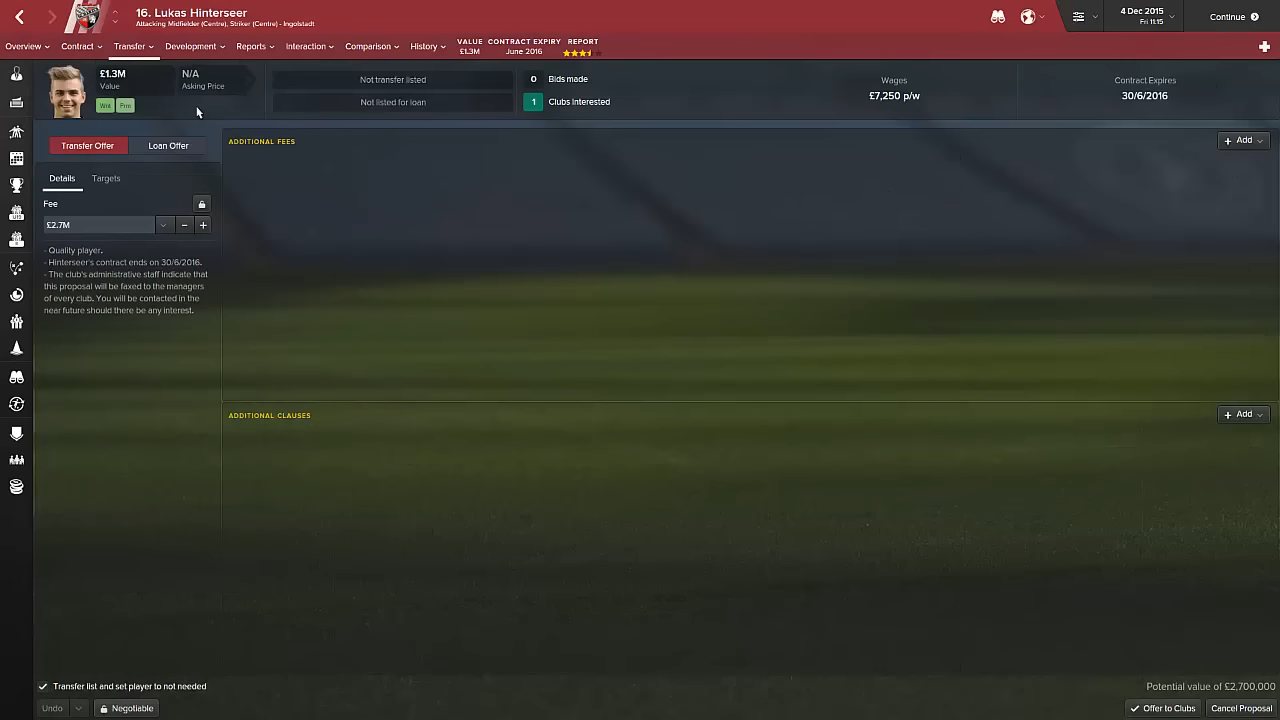 16. Lukas Hinterseer
Attacking Midfielder (Centre), Striker (Centre) - Ingolstadt
4 Dec 2015
Fri 11:15
Continue
Overview
Contract
Transfer
Development
Reports
Interaction
Comparison
History
VALUE CONTRACT EXPIRY REPORT
£1.3M June 2016
£1.3M
Value
N/A
Asking Price
Wnt Frm
Not transfer listed
Not listed for loan
0 Bids made
1 Clubs interested
Wages
£7,250 p/w
Contract Expires
30/6/2016
Transfer Offer
Loan Offer
ADDITIONAL FEES
+ Add
Details
Targets
Fee
£2.7M
- +
- Quality player.
- Hinterseer's contract ends on 30/6/2016.
- The club's administrative staff indicate that
this proposal will be faxed to the managers
of every club. You will be contacted in the
near future should there be any interest.
ADDITIONAL CLAUSES
+ Add
Transfer list and set player to not needed
Potential value of £2,700,000
Undo
Negotiable
Offer to Clubs
Cancel Proposal